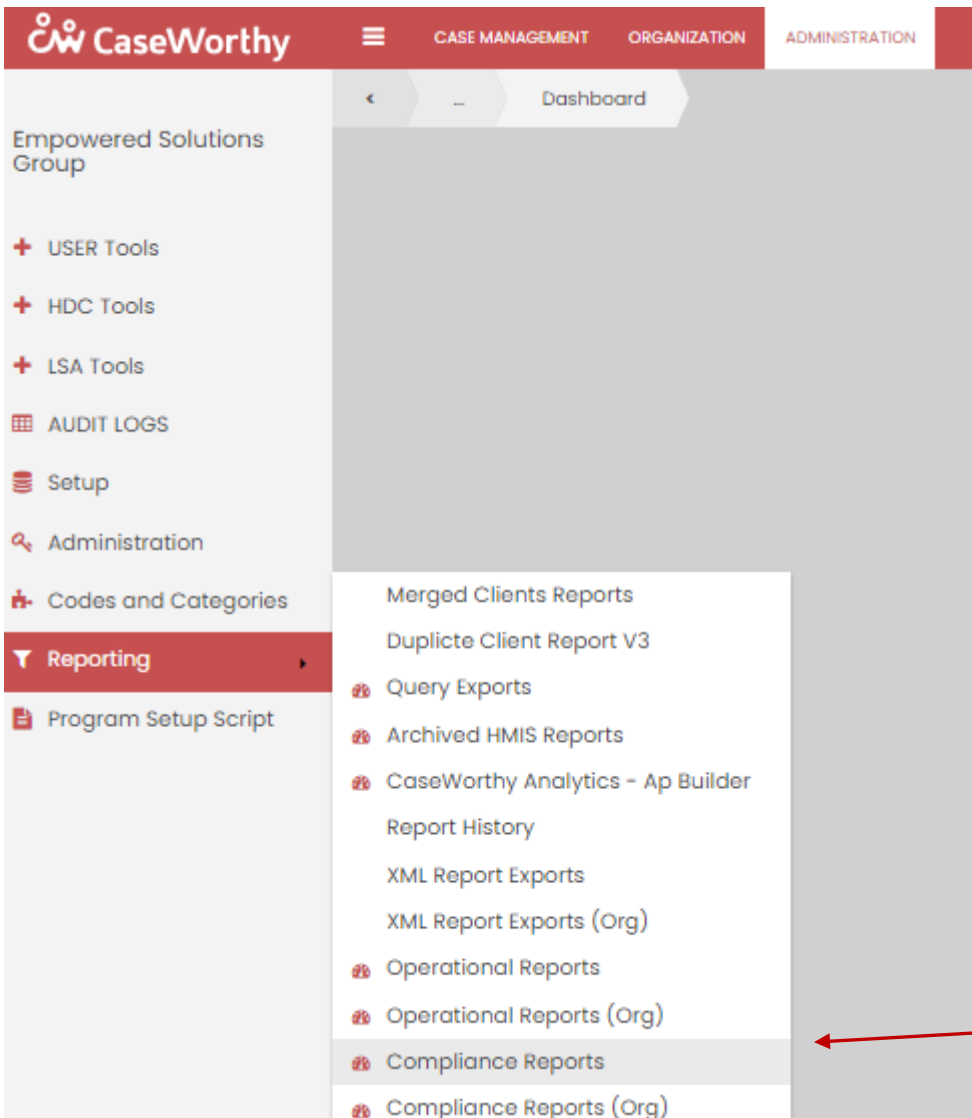 CW CaseWorthy
CASE MANAGEMENT ORGANIZATION ADMINISTRATION
... Dashboard
Empowered Solutions
Group
USER Tools
HDC Tools
LSA Tools
AUDIT LOGS
Setup
Administration
Codes and Categories
Reporting
Program Setup Script
Merged Clients Reports
Duplicte Client Report V3
Query Exports
Archived HMIS Reports
CaseWorthy Analytics - Ap Builder
Report History
XML Report Exports
XML Report Exports (Org)
Operational Reports
Operational Reports (Org)
Compliance Reports
Compliance Reports (Org)